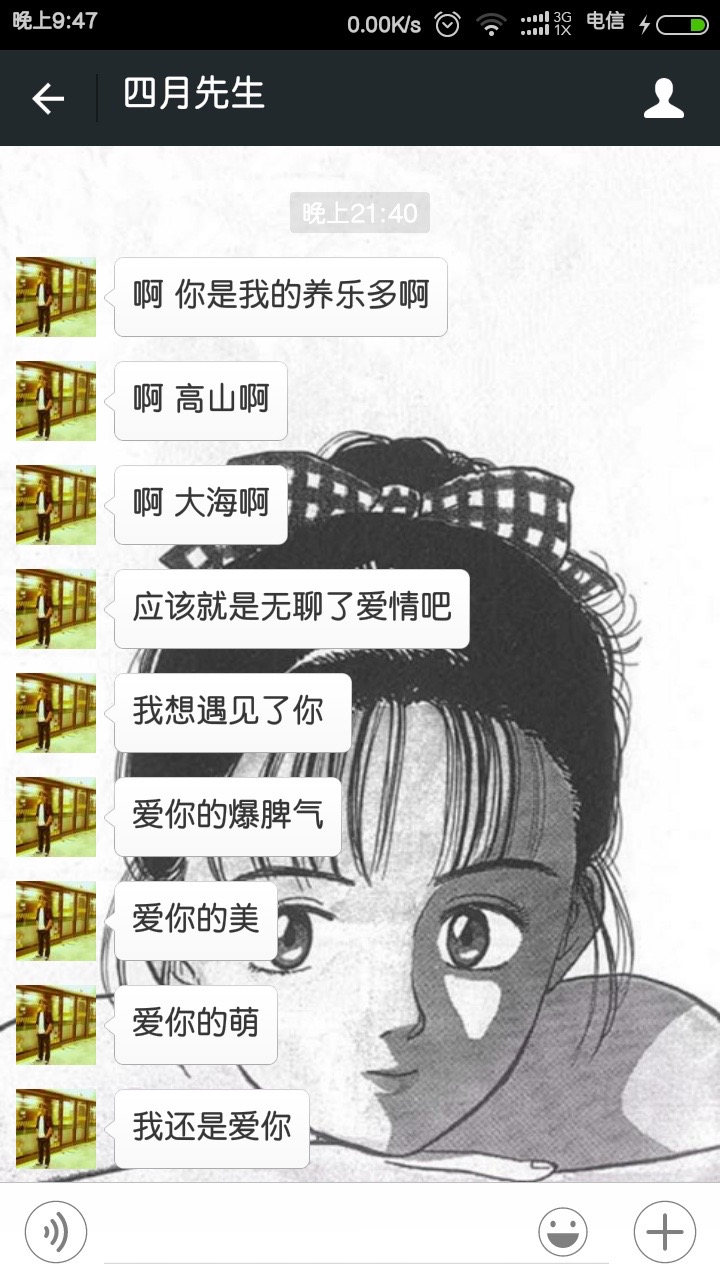 晚上9:47
0.00K/s
3G
1X
电信
四月先生
晚上21:40
啊 你是我的养乐多啊
啊 高山啊
啊 大海啊
应该就是无聊了爱情吧
我想遇见了你
爱你的爆脾气
爱你的美
爱你的萌
我还是爱你